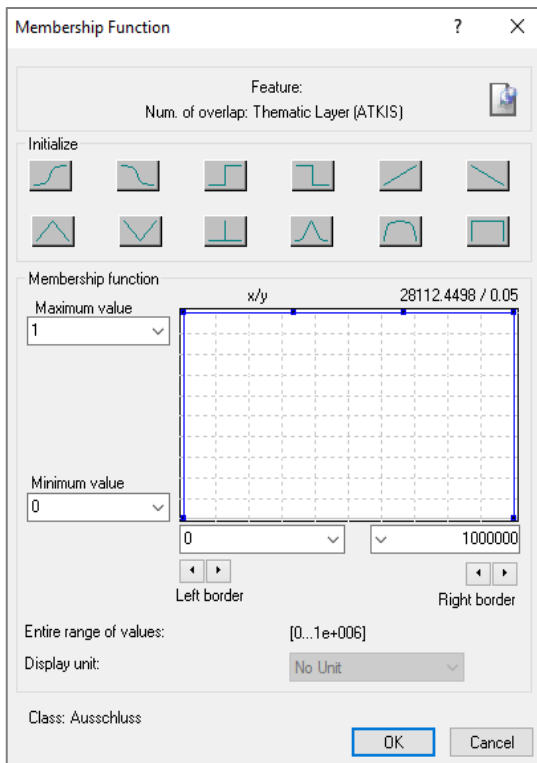 Membership Function ?
Feature:
Num. of overlap: Thematic Layer (ATKIS)
Initialize
Membership function
x/y 28112.4498 / 0.05
Maximum value
1
Minimum value
0
0 1000000
Left border Right border
Entire range of values: [0...1e+006]
Display unit: No Unit
Class: Ausschluss
OK Cancel